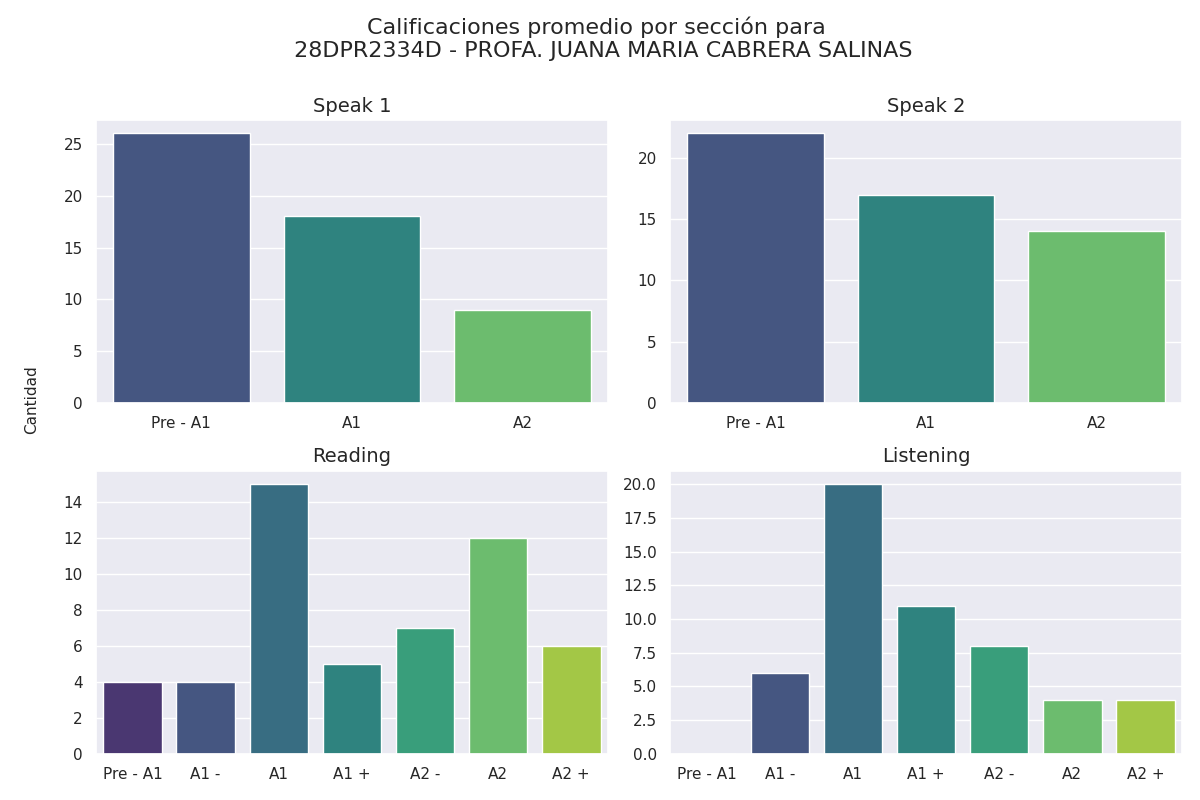 Calificaciones promedio por sección para
28DPR2334D - PROFA. JUANA MARIA CABRERA SALINAS
Cantidad
Speak 1
25
20
15
10
5
0
Pre - A1 A1 A2
Speak 2
20
15
10
5
0
Pre - A1 A1 A2
Reading
14
12
10
8
6
4
2
0
Pre - A1 A1 - A1 A1 + A2 - A2 A2 +
Listening
20.0
17.5
15.0
12.5
10.0
7.5
5.0
2.5
0.0
Pre - A1 A1 - A1 A1 + A2 - A2 A2 +